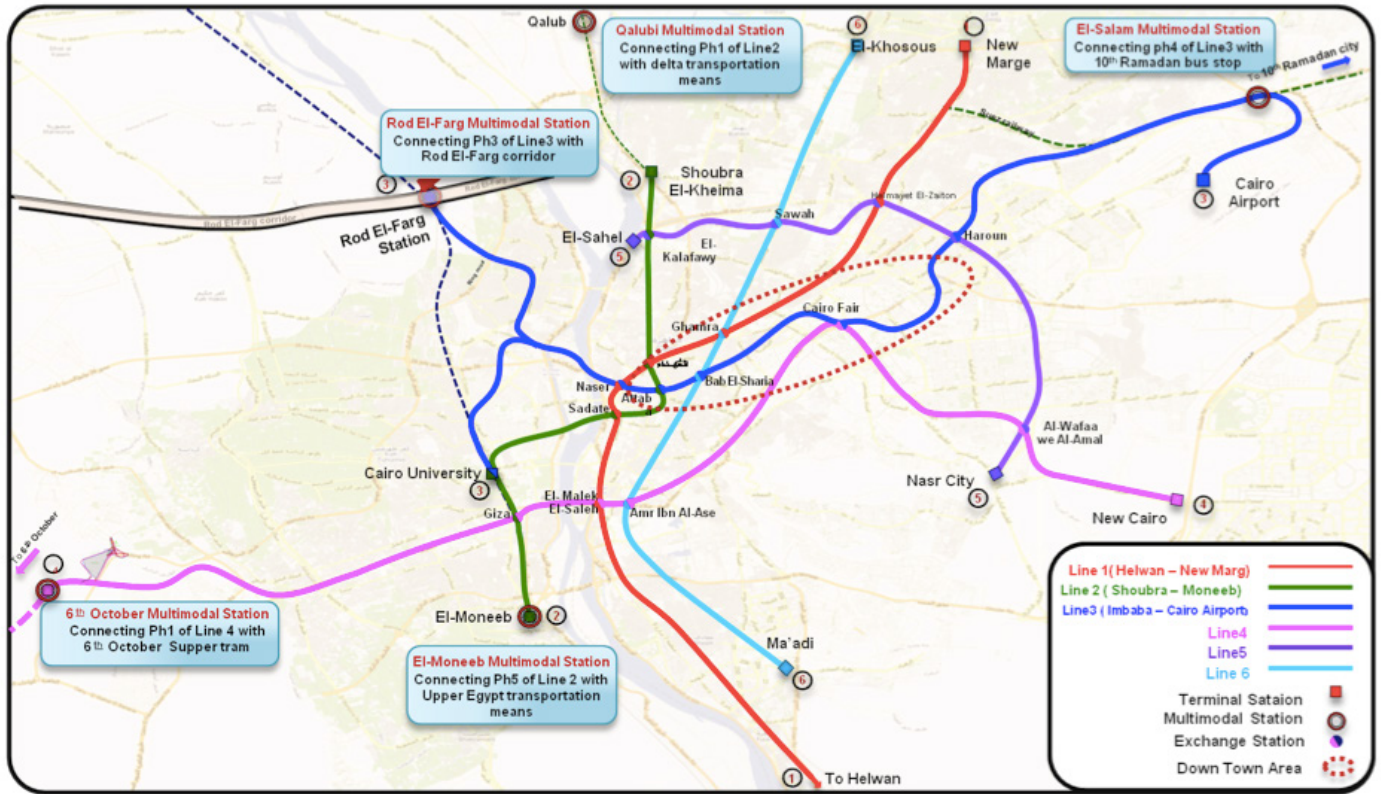 Qalub
Qalubi Multimodal Station
Connecting Ph1 of Line2
with delta transportation
means
6
El-Khosous
New
Marge
El-Salam Multimodal Station
Connecting ph4 of Line3 with
10th Ramadan bus stop
To 10th Ramadan city
Rod El-Farg Multimodal Station
Connecting Ph3 of Line3 with
Rod El-Farg corridor
3
Rod El-Farg corridor
Rod El-Farg
Station
2
Shoubra
El-Kheima
Cairo
Airport
3
El-Sahel
5
El-
Kalafawy
Sawah
Helmayet El-Zaiton
Haroun
Ghamra
Cairo Fair
الشهداء
Naser
Attab
a
Bab El-Sharia
Sadate
Cairo University
3
Al-Wafaa
we Al-Amal
Nasr City
5
New Cairo
4
El- Malek
El-Saleh
Giza
Amr Ibn Al-Ase
To 6th October
6th October Multimodal Station
Connecting Ph1 of Line 4 with
6th October Supper tram
El-Moneeb
2
El-Moneeb Multimodal Station
Connecting Ph5 of Line 2 with
Upper Egypt transportation
means
Ma'adi
6
1
To Helwan
Line 1( Helwan – New Marg)
Line 2 ( Shoubra – Moneeb)
Line3 ( Imbaba – Cairo Airport)
Line4
Line5
Line 6
Terminal Sataion
Multimodal Station
Exchange Station
Down Town Area